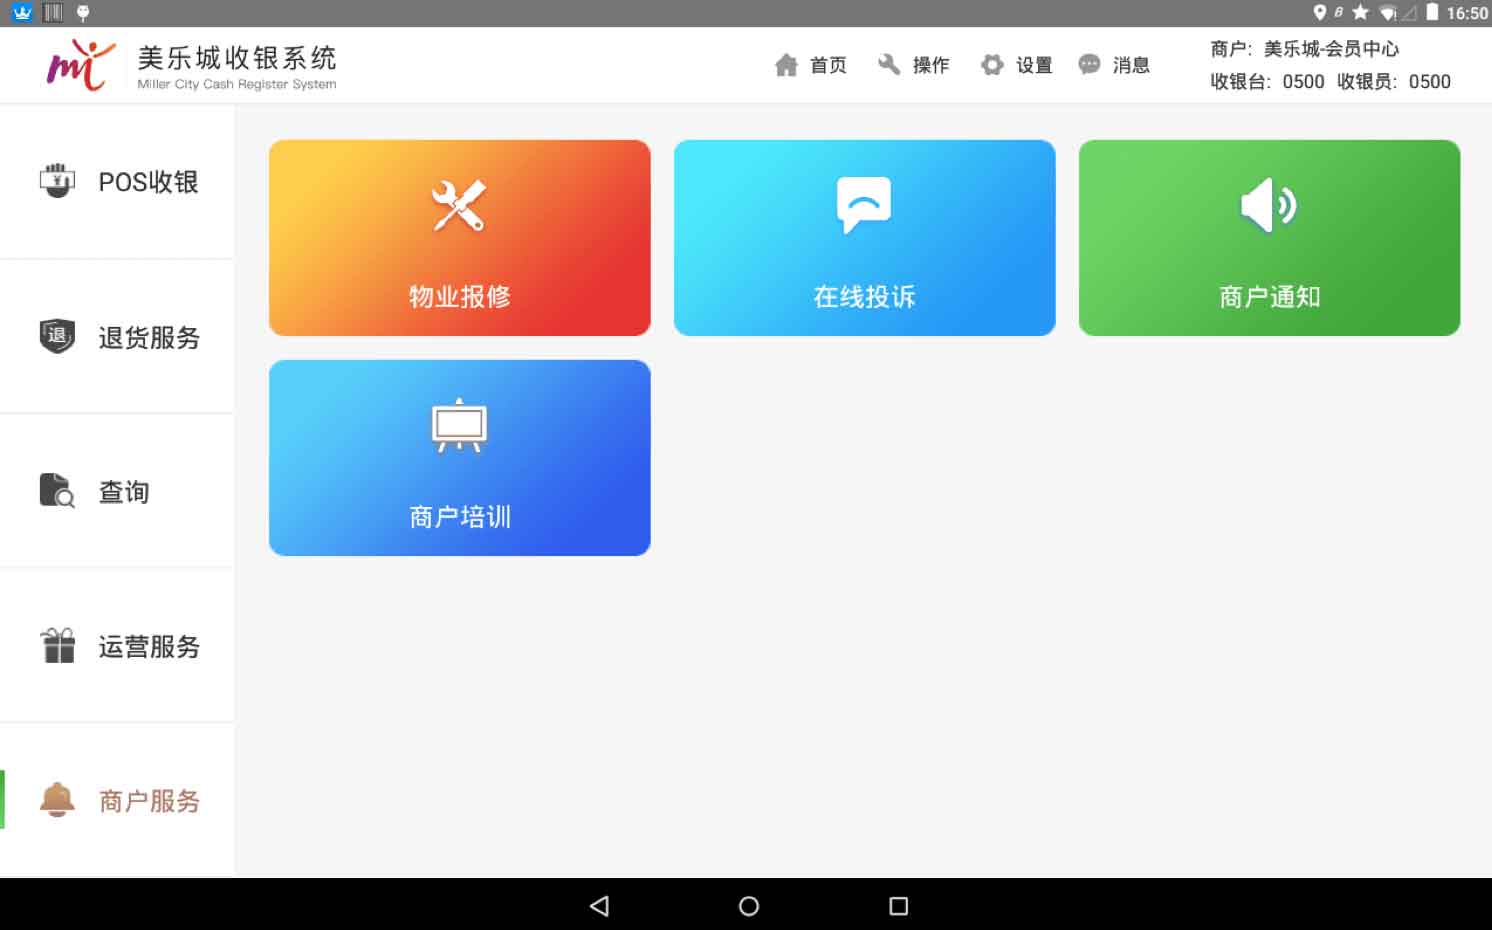 16:50
美乐城收银系统
Miller City Cash Register System
首页
操作
设置
消息
商户: 美乐城-会员中心
收银台: 0500 收银员: 0500
POS收银
退
退货服务
查询
运营服务
商户服务
物业报修
在线投诉
商户通知
商户培训